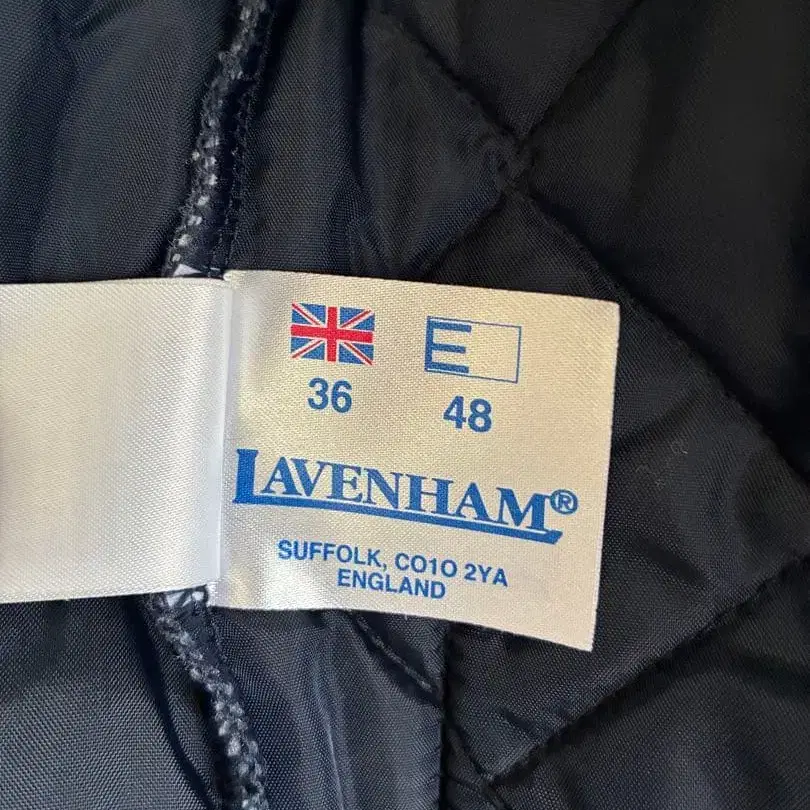 E
36 48
LAVENHAM®
SUFFOLK, CO10 2YA
ENGLAND